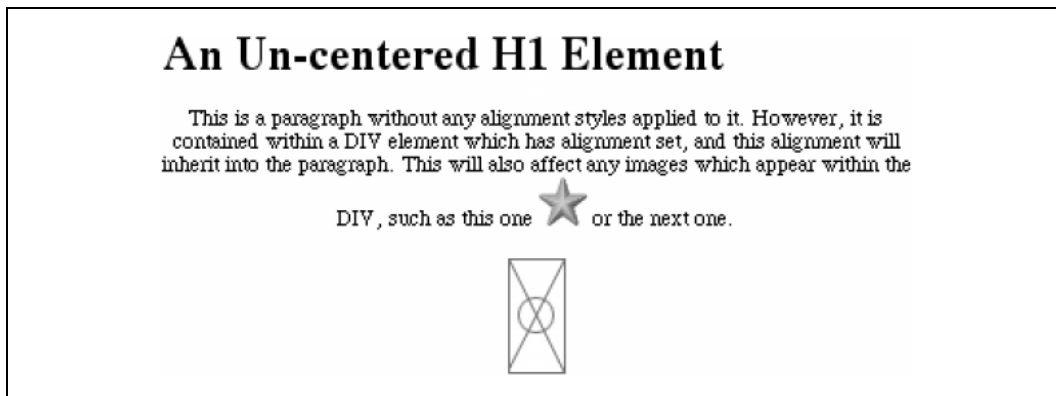 An Un-centered H1 Element
This is a paragraph without any alignment styles applied to it. However, it is
contained within a DIV element which has alignment set, and this alignment will
inherit into the paragraph. This will also affect any images which appear within the
DIV, such as this one or the next one.